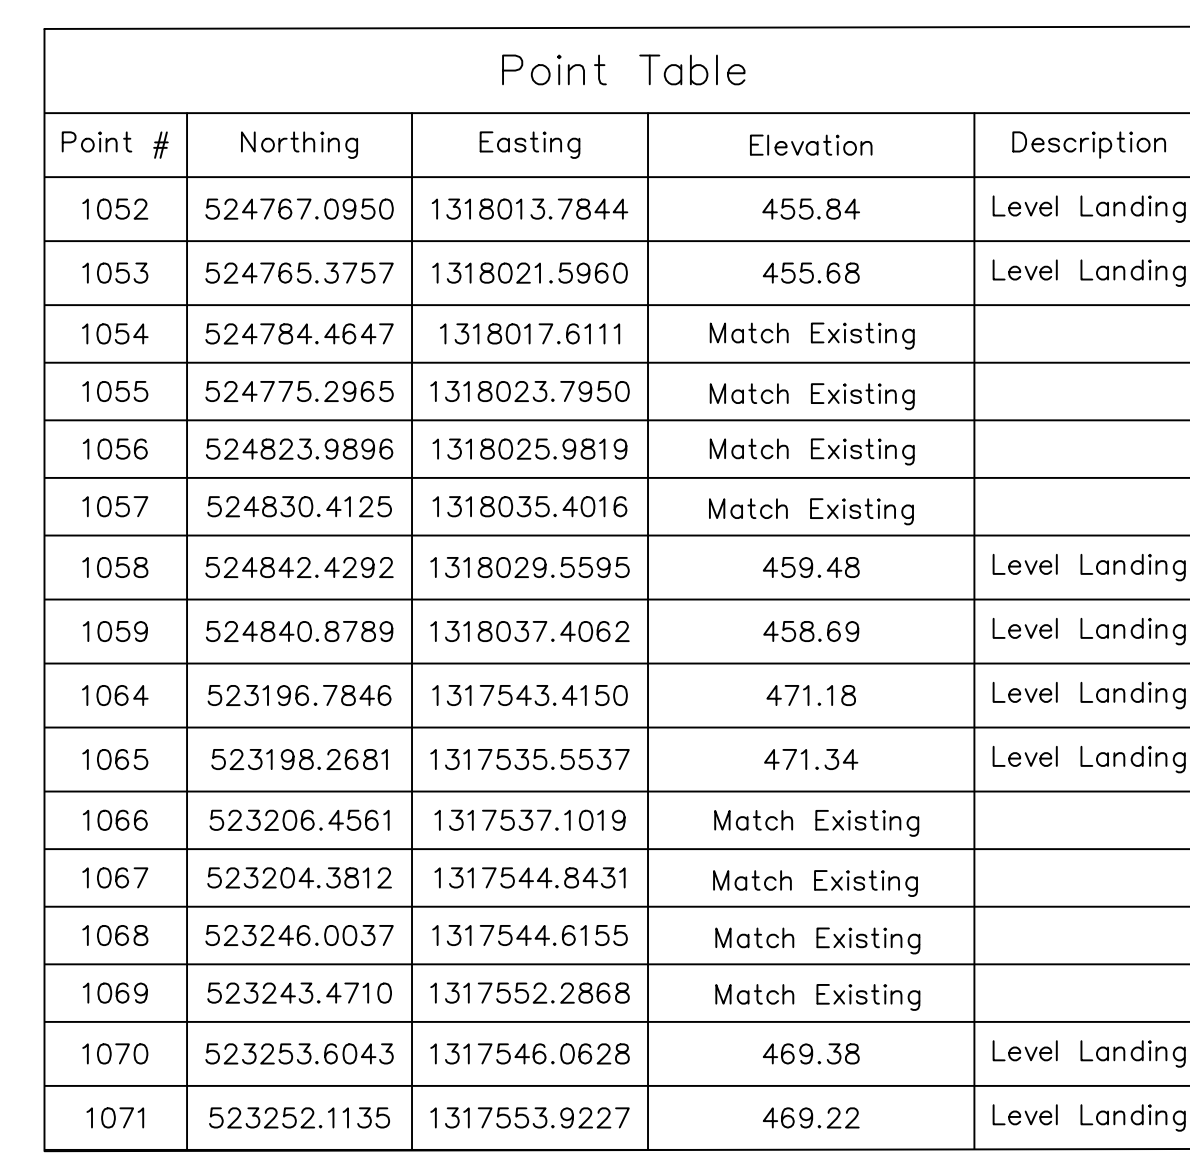 Point Table
Point # Northing Easting Elevation Description
1052 524767.0950 1318013.7844 455.84 Level Landing
1053 524765.3757 1318021.5960 455.68 Level Landing
1054 524784.4647 1318017.6111 Match Existing
1055 524775.2965 1318023.7950 Match Existing
1056 524823.9896 1318025.9819 Match Existing
1057 524830.4125 1318035.4016 Match Existing
1058 524842.4292 1318029.5595 459.48 Level Landing
1059 524840.8789 1318037.4062 458.69 Level Landing
1064 523196.7846 1317543.4150 471.18 Level Landing
1065 523198.2681 1317535.5537 471.34 Level Landing
1066 523206.4561 1317537.1019 Match Existing
1067 523204.3812 1317544.8431 Match Existing
1068 523246.0037 1317544.6155 Match Existing
1069 523243.4710 1317552.2868 Match Existing
1070 523253.6043 1317546.0628 469.38 Level Landing
1071 523252.1135 1317553.9227 469.22 Level Landing